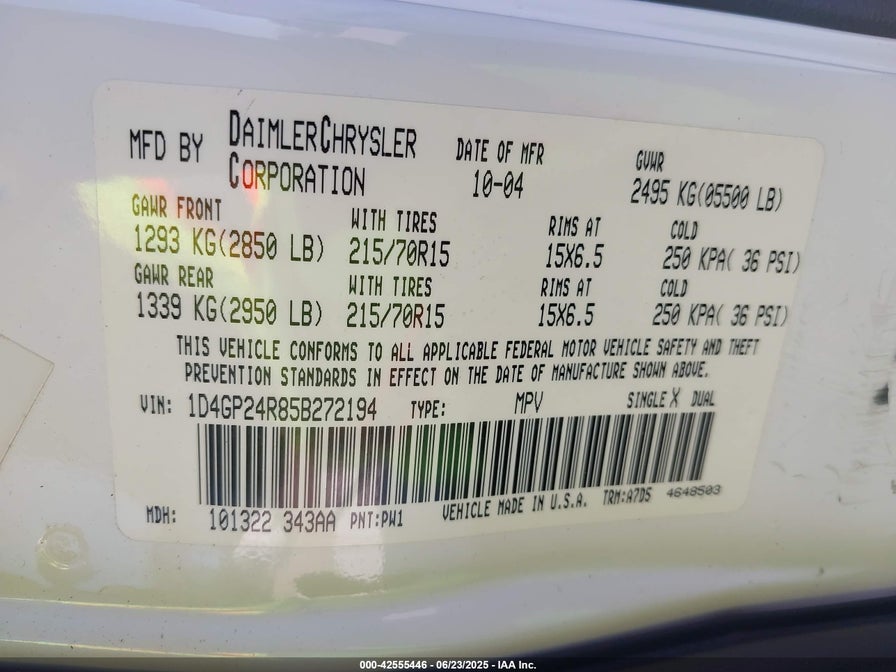 MFD BY DAIMLERCHRYSLER CORPORATION DATE OF MFR 10-04 GVWR 2495 KG(05500 LB)
GAWR FRONT WITH TIRES RIMS AT COLD
1293 KG(2850 LB) 215/70R15 15X6.5 250 KPA( 36 PSI)
GAWR REAR WITH TIRES RIMS AT COLD
1339 KG(2950 LB) 215/70R15 15X6.5 250 KPA( 36 PSI)
THIS VEHICLE CONFORMS TO ALL APPLICABLE FEDERAL MOTOR VEHICLE SAFETY AND THEFT
PREVENTION STANDARDS IN EFFECT ON THE DATE OF MANUFACTURE SHOWN ABOVE.
VIN: 1D4GP24R85B272194 TYPE: MPV SINGLE X DUAL
MDH: 101322 343AA PNT:PW1 VEHICLE MADE IN U.S.A. TRM:A7D5 4648503
000-42555446 - 06/23/2025 - IAA Inc.